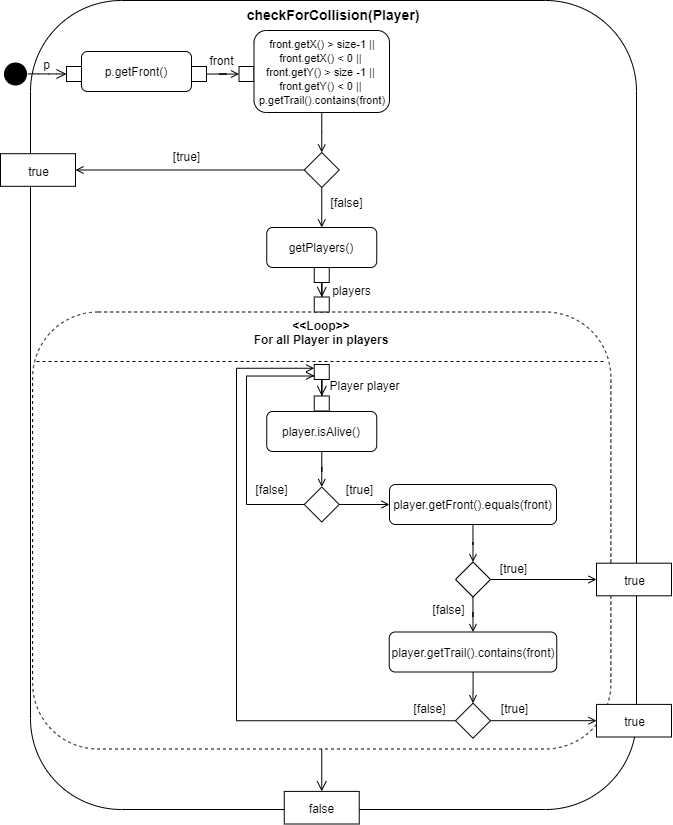 checkForCollision(Player)
p
p.getFront()
front
front.getX() > size-1 ||
front.getX() < 0 ||
front.getY() > size -1 ||
front.getY() < 0 ||
p.getTrail().contains(front)
[true]
true
[false]
getPlayers()
players
<<Loop>>
For all Player in players
Player player
player.isAlive()
[false]
[true]
player.getFront().equals(front)
[true]
true
[false]
player.getTrail().contains(front)
[false]
[true]
true
false